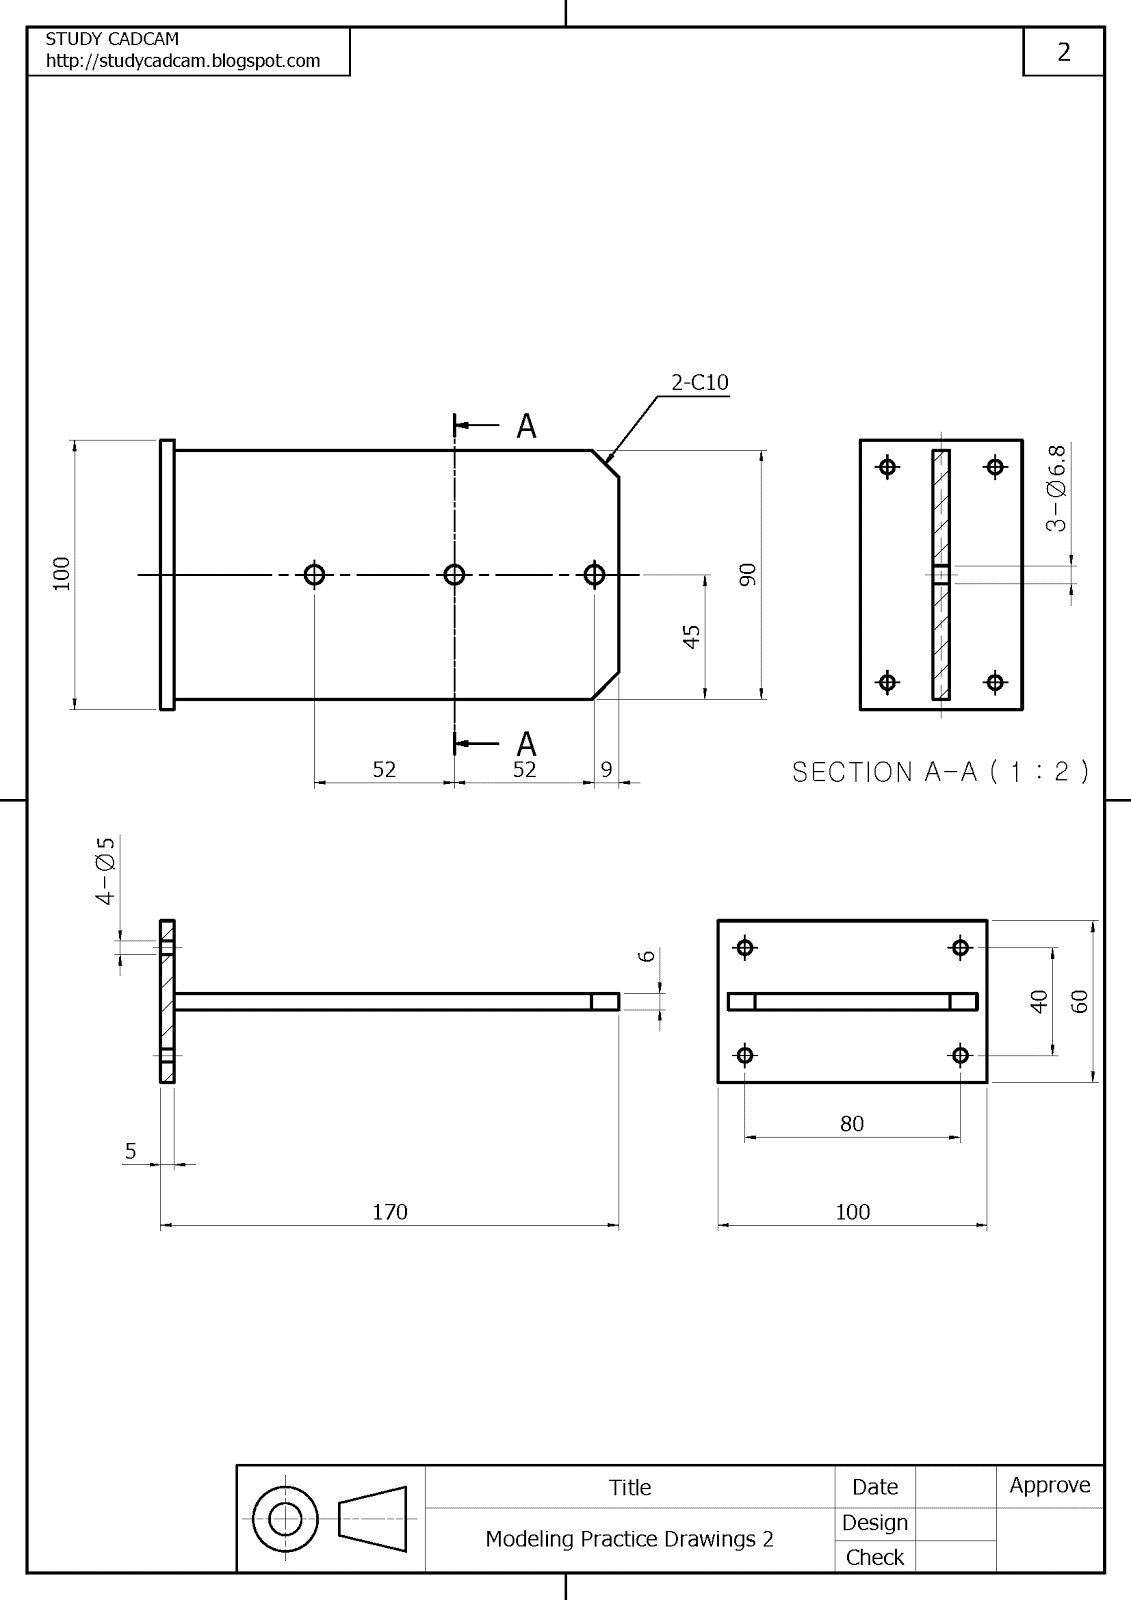 STUDY CADCAM
http://studycadcam.blogspot.com
2
2-C10
A
100
90
45
3-Ø6.8
A
52
52
9
SECTION A-A ( 1 : 2 )
4-Ø5
6
40
60
80
5
170
100
Title
Date
Approve
Modeling Practice Drawings 2
Design
Check